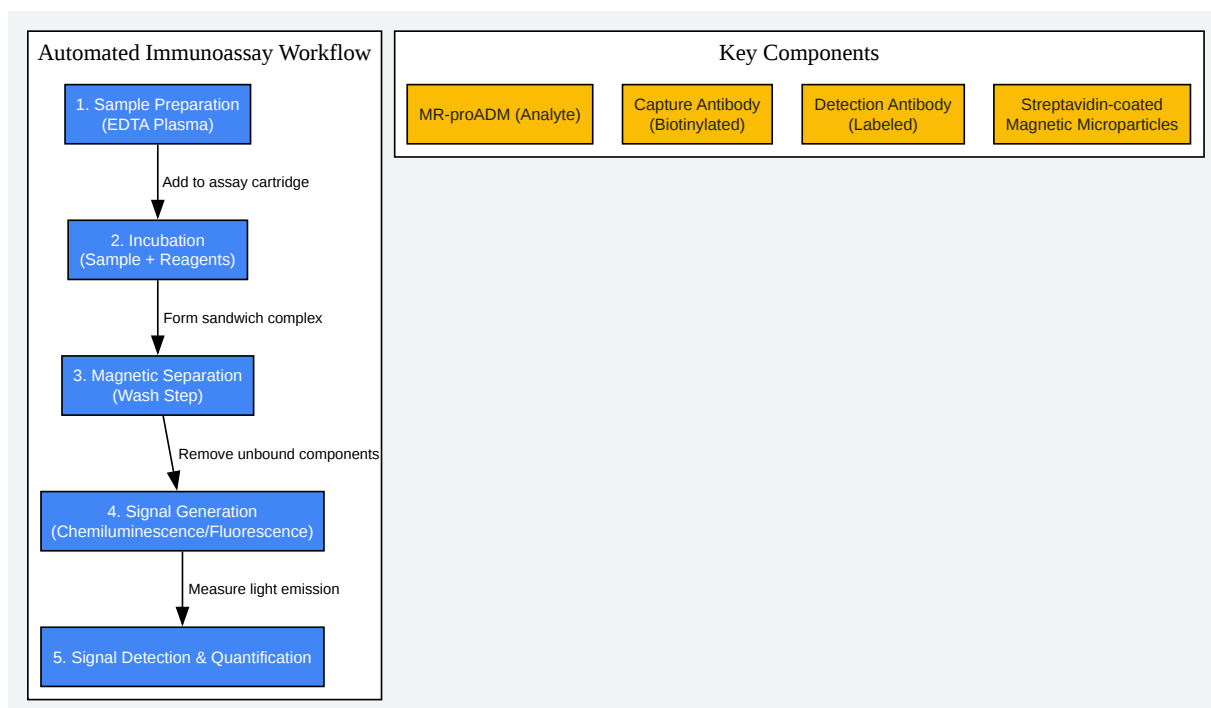 Automated Immunoassay Workflow
1. Sample Preparation
(EDTA Plasma)
Add to assay cartridge
2. Incubation
(Sample + Reagents)
Form sandwich complex
3. Magnetic Separation
(Wash Step)
Remove unbound components
4. Signal Generation
(Chemiluminescence/Fluorescence)
Measure light emission
5. Signal Detection & Quantification
Key Components
MR-proADM (Analyte)
Capture Antibody
(Biotinylated)
Detection Antibody
(Labeled)
Streptavidin-coated
Magnetic Microparticles